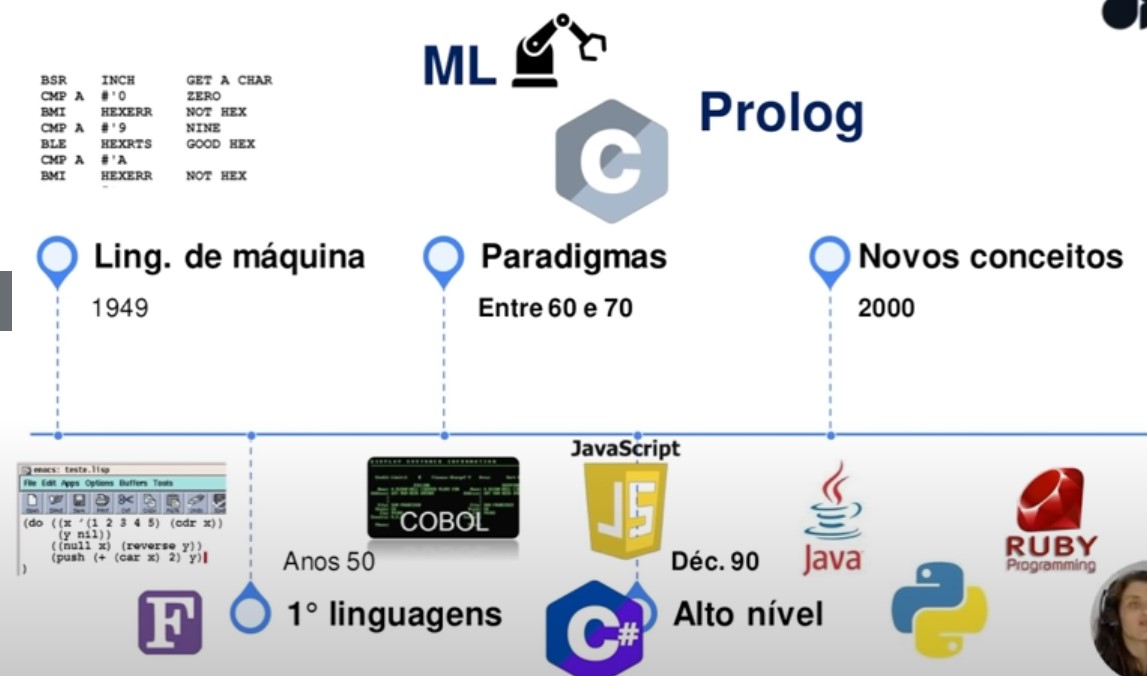 BSR INCH GET A CHAR
CMP A #'0 ZERO
BMI HEXERR NOT HEX
CMP A #'9 NINE
BLE HEXRTS GOOD HEX
CMP A #'A
BMI HEXERR NOT HEX
ML
C
Prolog
Ling. de máquina
1949
Paradigmas
Entre 60 e 70
Novos conceitos
2000
emacs: teste.lisp
File Edit Apps Options Buffers Tools
(do ((x '(1 2 3 4 5) (cdr x))
(y nil))
((null x) (reverse y))
(push (+ (car x) 2) y)
)
F
Anos 50
1° linguagens
COBOL
JavaScript
JS
C#
Déc. 90
Alto nível
Java
RUBY
Programming